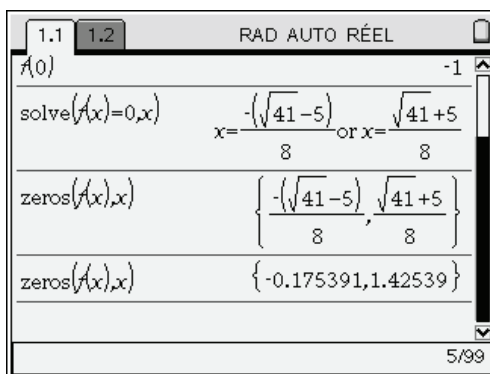 1.1 1.2 RAD AUTO RÉEL
f(0) -1
solve(f(x)=0,x) x=-(√41-5)/8 or x=(√41+5)/8
zeros(f(x),x) {-(√41-5)/8,(√41+5)/8}
zeros(f(x),x) {-0.175391,1.42539}
5/99